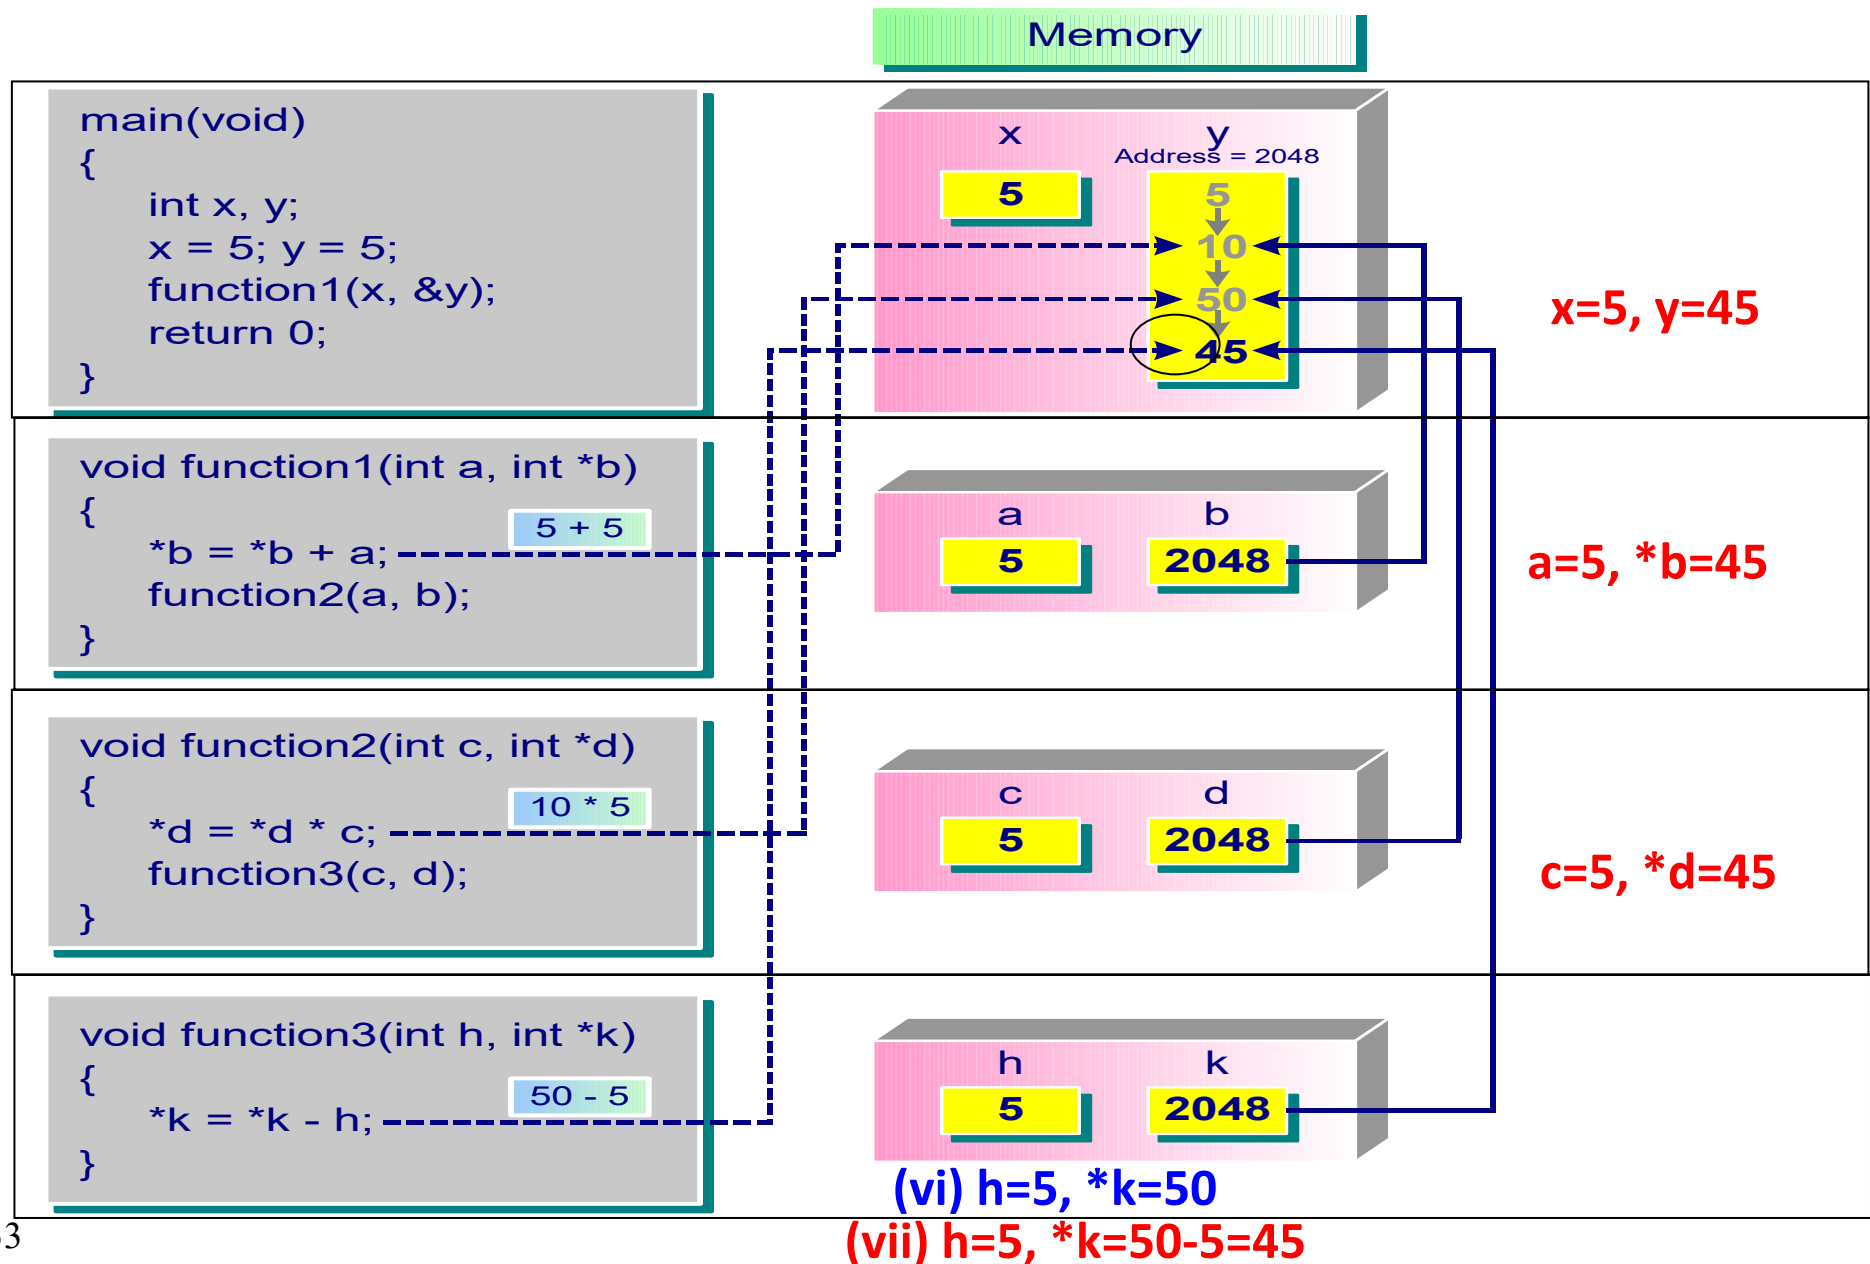 Memory
main(void)
{
int x, y;
x = 5; y = 5;
function1(x, &y);
return 0;
}
x y
Address = 2048
5 5
10
50
45
x=5, y=45
void function1(int a, int *b)
{
5 + 5
*b = *b + a;
function2(a, b);
}
a b
5 2048
a=5, *b=45
void function2(int c, int *d)
{
10 * 5
*d = *d * c;
function3(c, d);
}
c d
5 2048
c=5, *d=45
void function3(int h, int *k)
{
50 - 5
*k = *k - h;
}
h k
5 2048
(vi) h=5, *k=50
(vii) h=5, *k=50-5=45